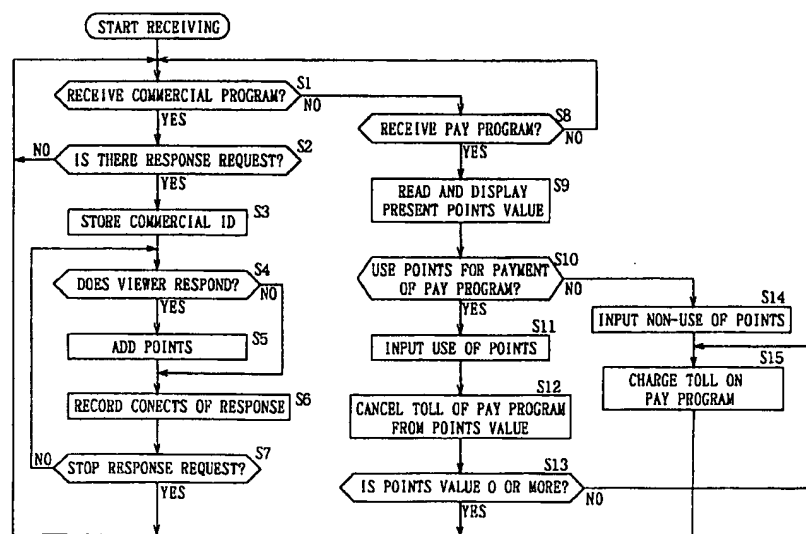 START RECEIVING
RECEIVE COMMERCIAL PROGRAM?
S1
NO
YES
IS THERE RESPONSE REQUEST?
S2
NO
YES
STORE COMMERCIAL ID
S3
DOES VIEWER RESPOND?
S4
NO
YES
ADD POINTS
S5
RECORD CONECTS OF RESPONSE
S6
STOP RESPONSE REQUEST?
S7
NO
YES
RECEIVE PAY PROGRAM?
S8
NO
YES
READ AND DISPLAY
PRESENT POINTS VALUE
S9
USE POINTS FOR PAYMENT
OF PAY PROGRAM?
S10
NO
YES
INPUT USE OF POINTS
S11
CANCEL TOLL OF PAY PROGRAM
FROM POINTS VALUE
S12
IS POINTS VALUE 0 OR MORE?
S13
NO
YES
INPUT NON-USE OF POINTS
S14
CHARGE TOLL ON
PAY PROGRAM
S15